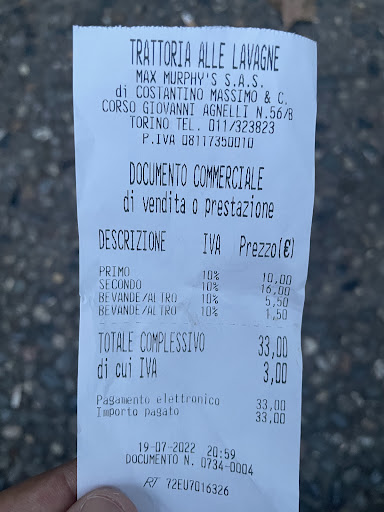 TRATTORIA ALLE LAVAGNE
MAX MURPHY'S S.A.S.
di COSTANTINO MASSIMO & C.
CORSO GIOVANNI AGNELLI N.56/B
TORINO TEL. 011/323823
P.IVA 08117350010
DOCUMENTO COMMERCIALE
di vendita o prestazione
DESCRIZIONE IVA Prezzo(€)
PRIMO 10% 10,00
SECONDO 10% 16,00
BEVANDE/ALTRO 10% 5,50
BEVANDE/ALTRO 10% 1,50
TOTALE COMPLESSIVO 33,00
di cui IVA 3,00
Pagamento elettronico 33,00
Importo pagato 33,00
19-07-2022 20:59
DOCUMENTO N. 0734-0004
RT 72EU7016326